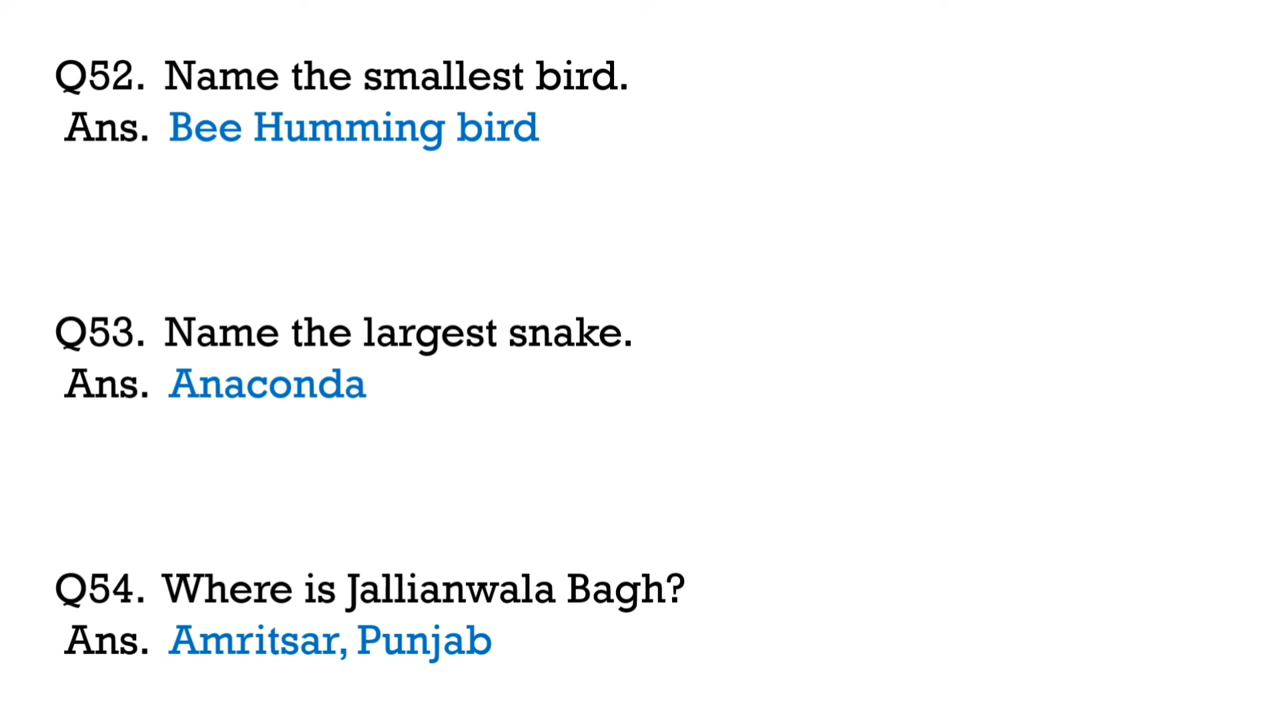 Q52. Name the smallest bird.
Ans. Bee Humming bird
Q53. Name the largest snake.
Ans. Anaconda
Q54. Where is Jallianwala Bagh?
Ans. Amritsar, Punjab